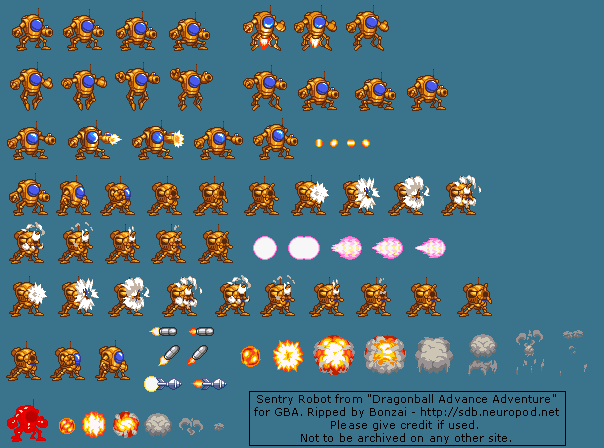 Sentry Robot from "Dragonball Advance Adventure"
for GBA. Ripped by Bonzai - http://sdb.neuropod.net
Please give credit if used.
Not to be archived on any other site.